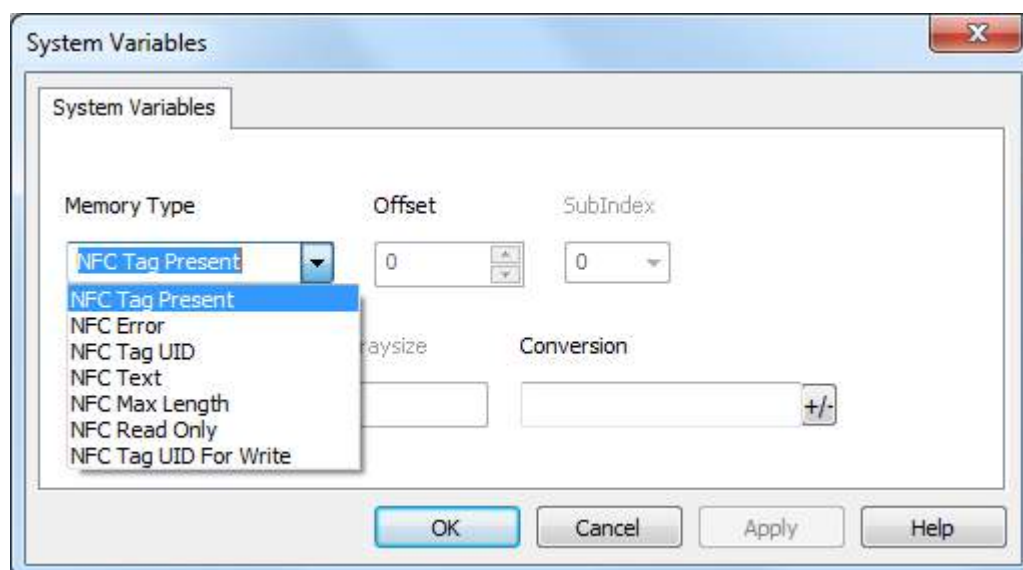 System Variables
System Variables
Memory Type Offset SubIndex
NFC Tag Present 0 0
NFC Tag Present
NFC Error
NFC Tag UID raysize Conversion
NFC Text
NFC Max Length +/-
NFC Read Only
NFC Tag UID For Write
OK Cancel Apply Help